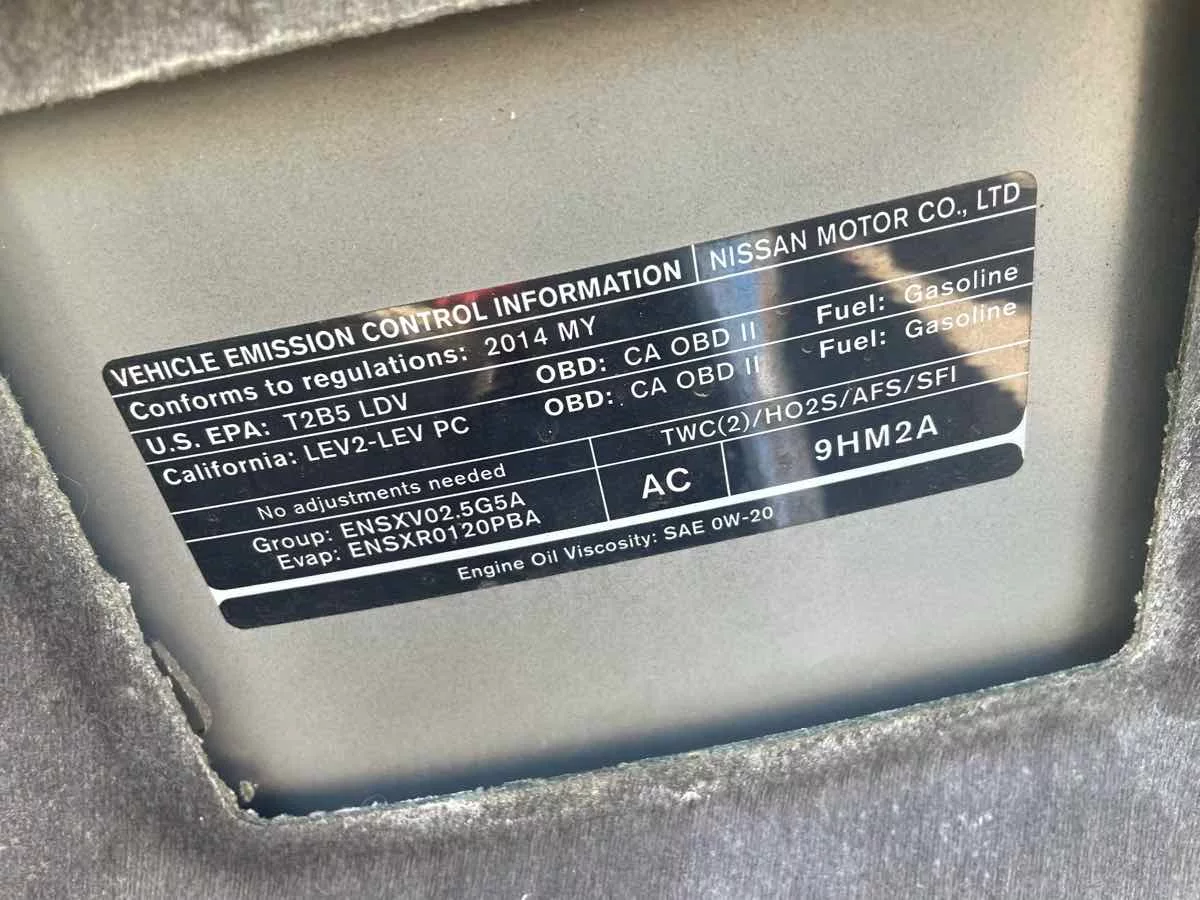 VEHICLE EMISSION CONTROL INFORMATION NISSAN MOTOR CO., LTD
Conforms to regulations: 2014 MY
U.S. EPA: T2B5 LDV OBD: CA OBD II Fuel: Gasoline
California: LEV2-LEV PC OBD: CA OBD II Fuel: Gasoline
No adjustments needed TWC(2)/HO2S/AFS/SFI
Group: ENSXV02.5G5A AC 9HM2A
Evap: ENSXR0120PBA
Engine Oil Viscosity: SAE 0W-20